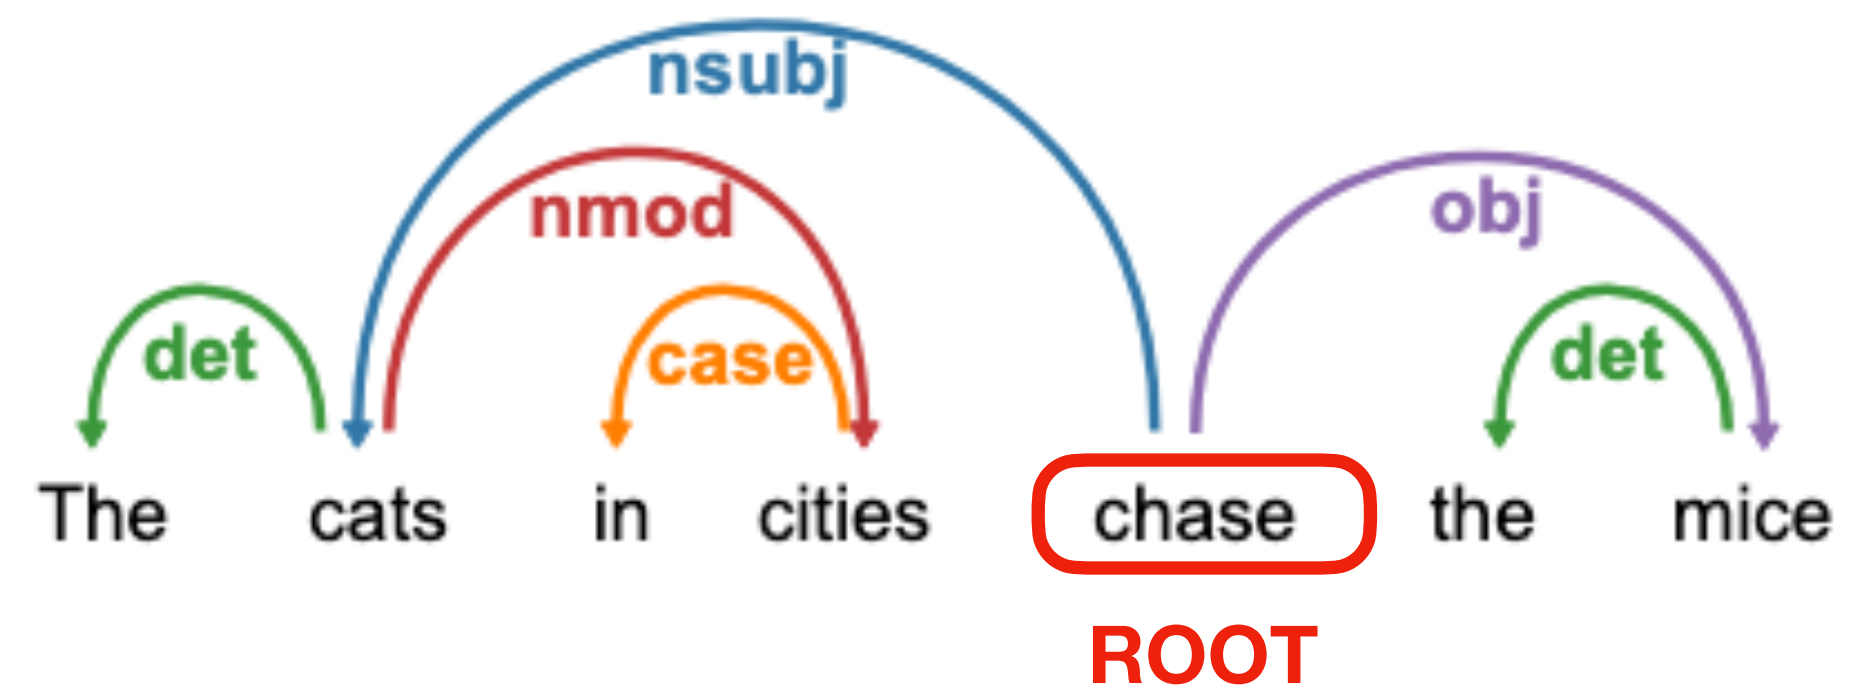 nsubj
nmod
obj
det
case
det
The cats in cities chase the mice
ROOT